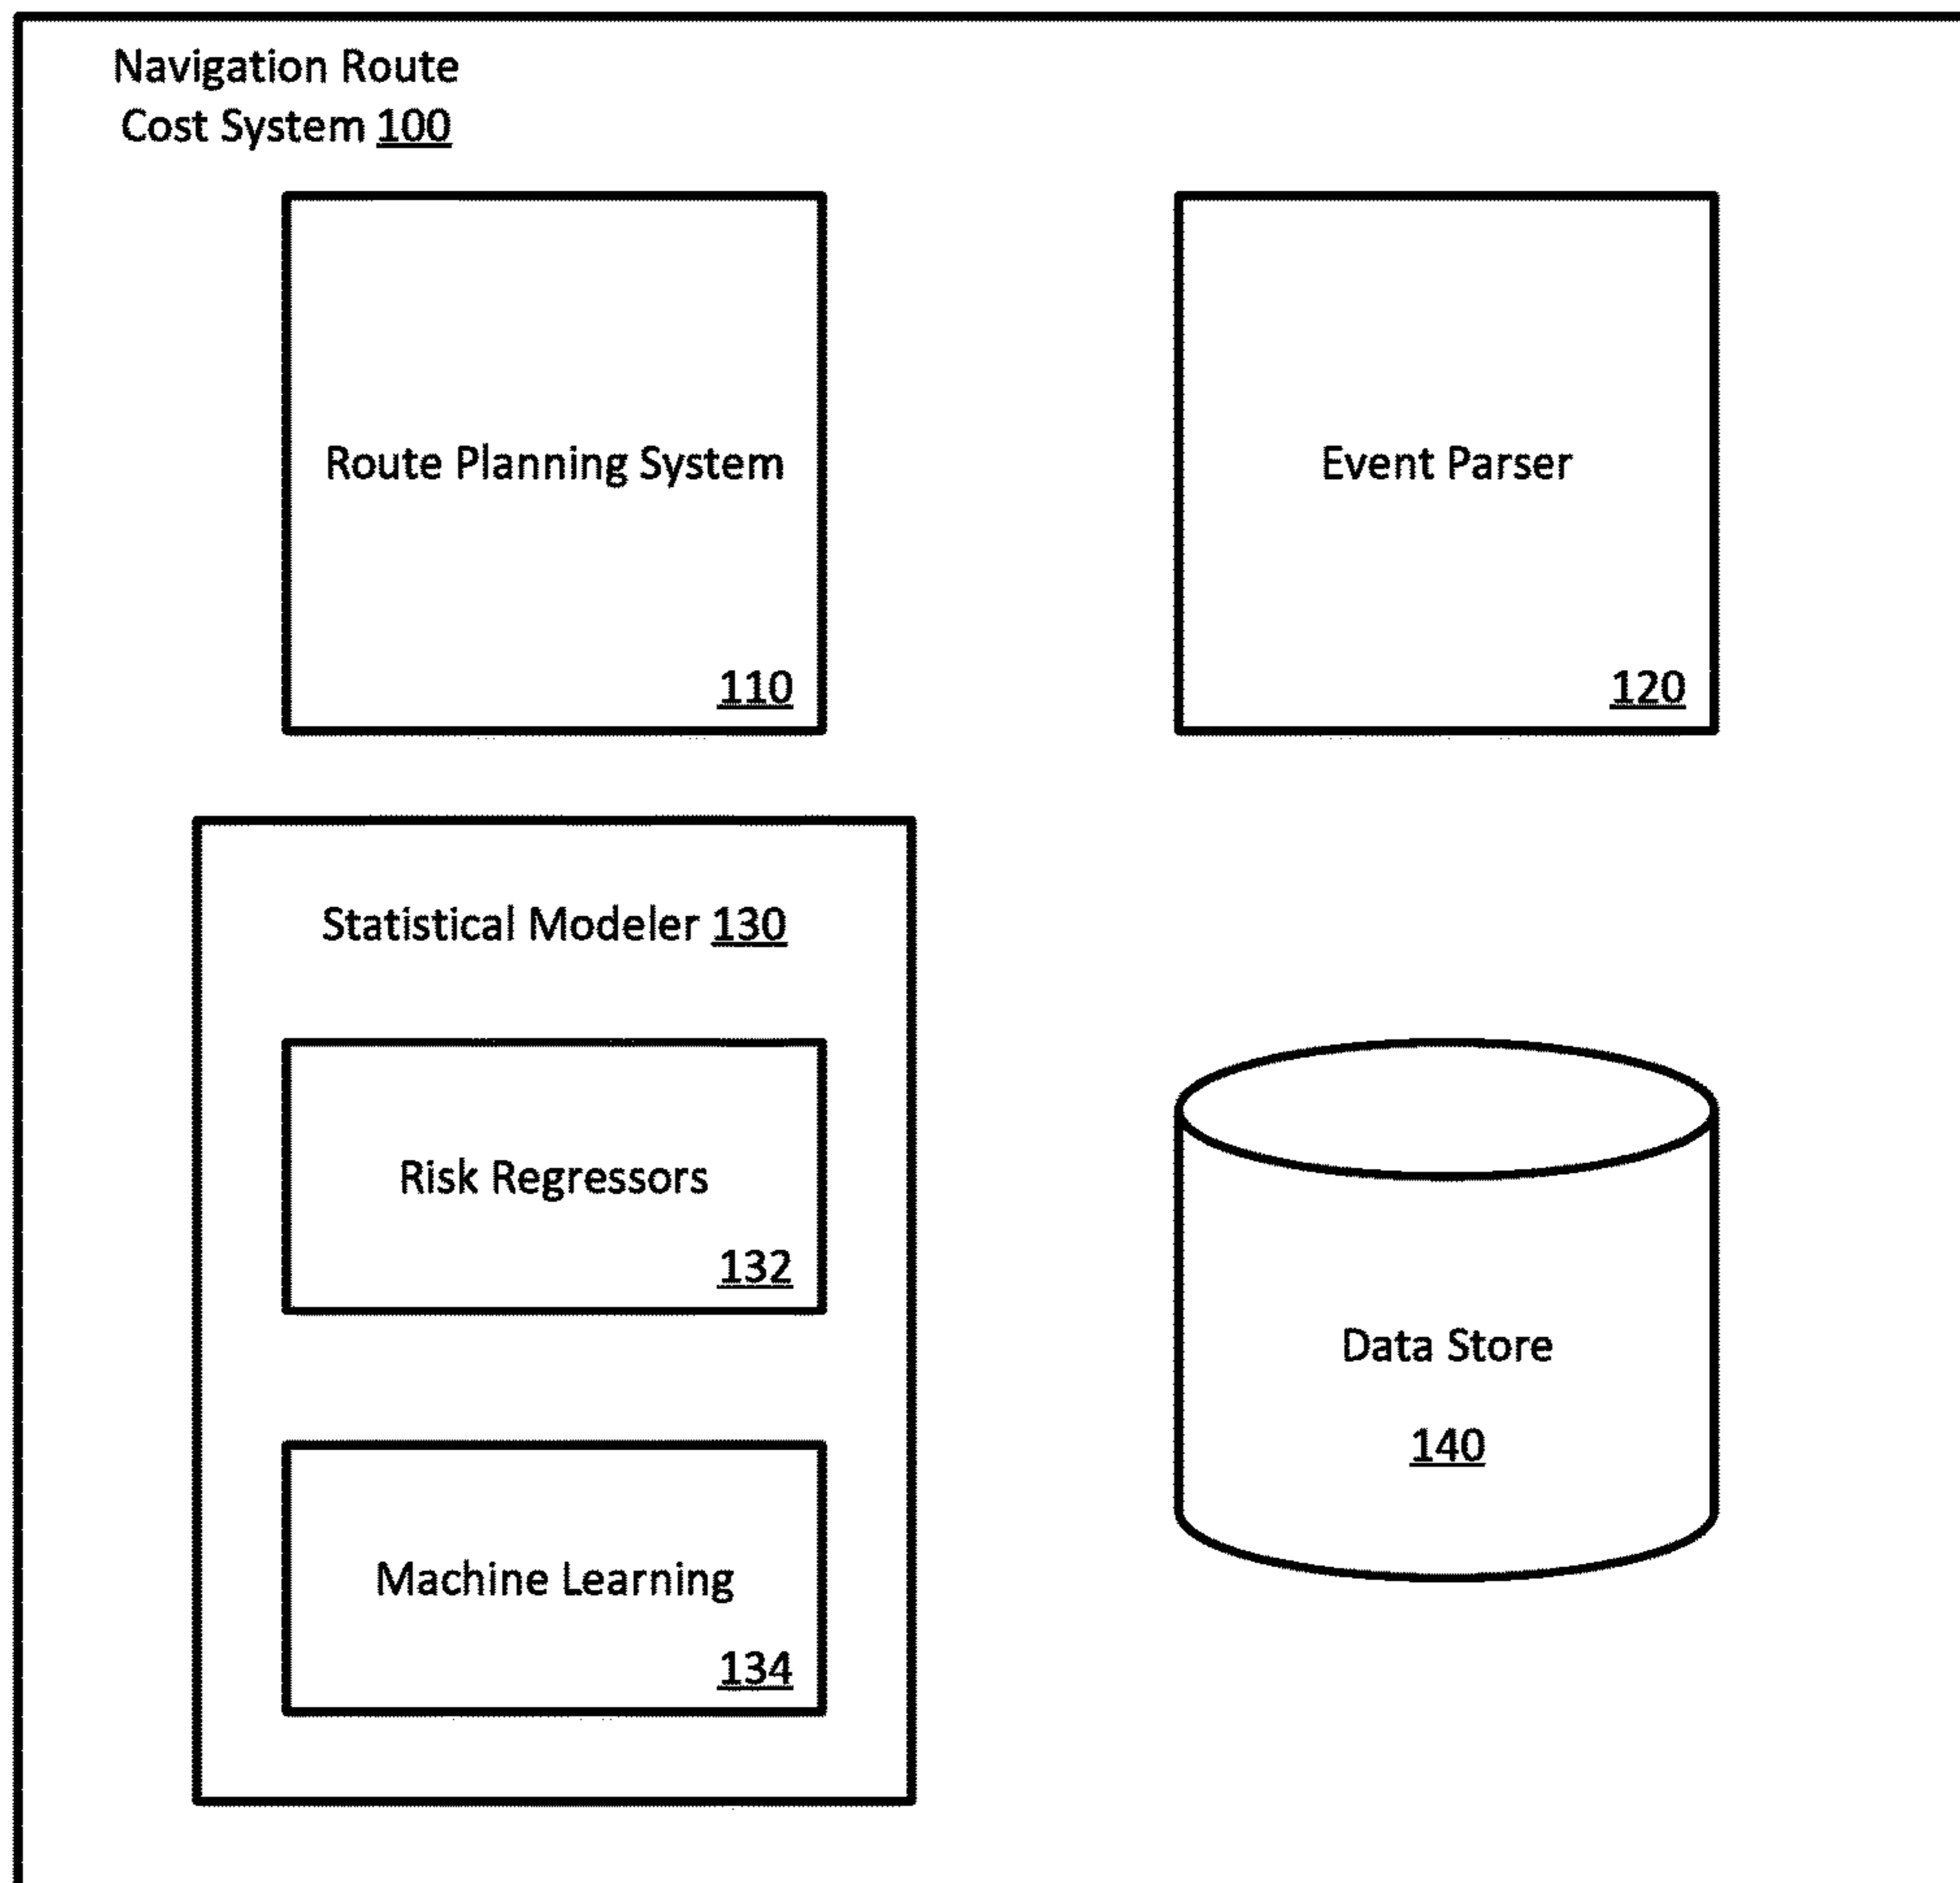 Navigation Route
Cost System 100
Route Planning System
110
Event Parser
120
Statistical Modeler 130
Risk Regressors
132
Machine Learning
134
Data Store
140